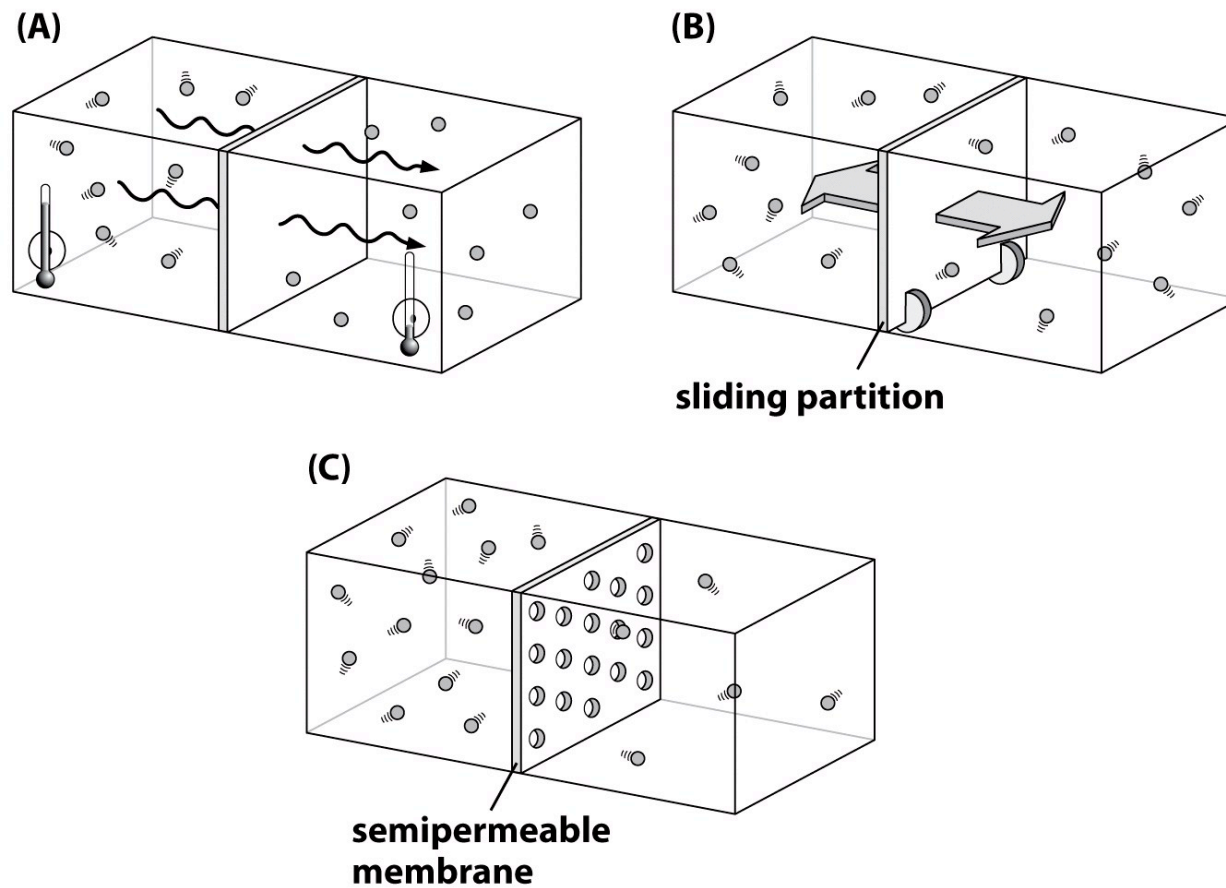 (A)
(B)
sliding partition
(C)
semipermeable
membrane